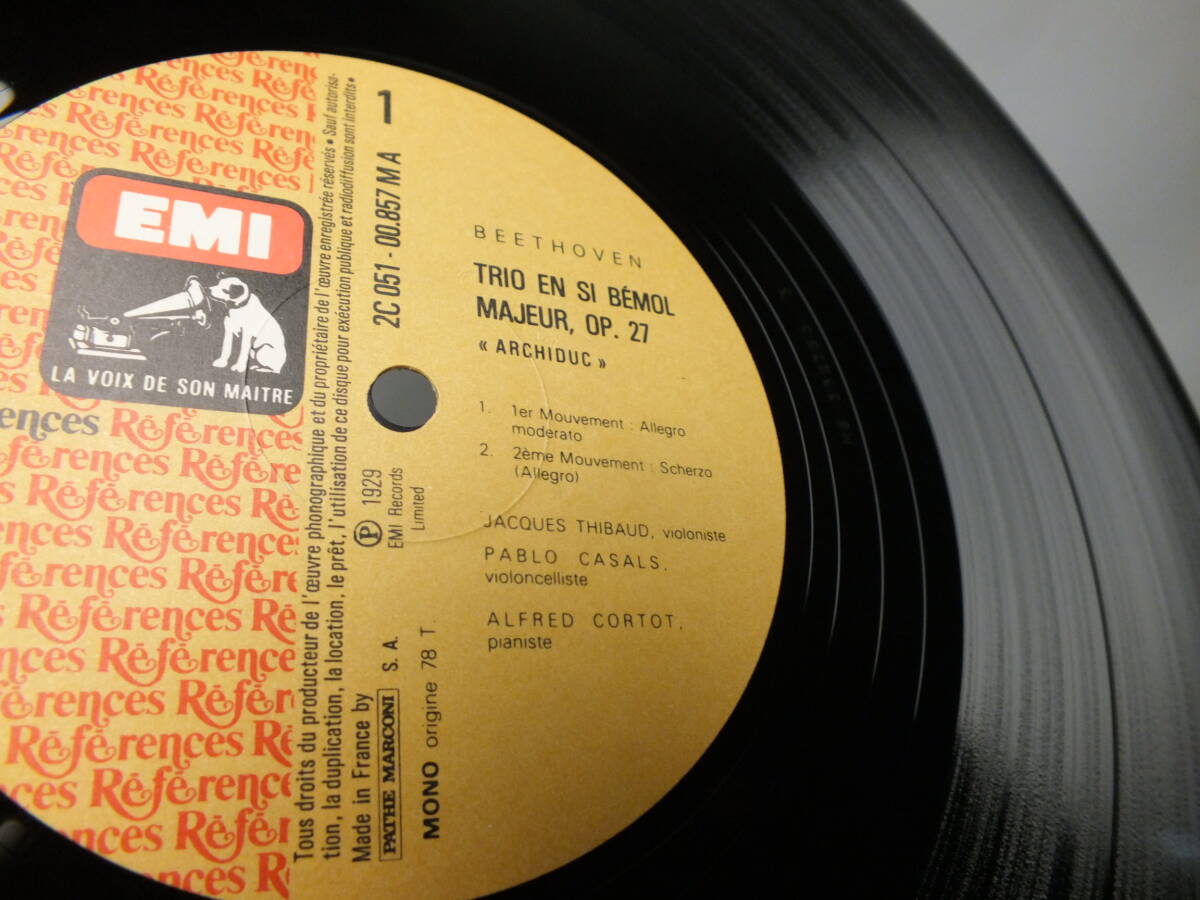 EMI
LA VOIX DE SON MAITRE
Références
Tous droits du producteur de l'œuvre phonographique et du propriétaire de l'œuvre enregistrée réservés • Sauf autorisa-
tion, la duplication, la location, le prêt, l'utilisation de ce disque pour exécution publique et radiodiffusion sont interdits •
Made in France by PATHE MARCONI S. A.
MONO origine 78 T.
℗ 1929
EMI Records
Limited
2C 051 - 00.857 M A
1
BEETHOVEN
TRIO EN SI BÉMOL
MAJEUR, OP. 27
« ARCHIDUC »
1. 1er Mouvement : Allegro
moderato
2. 2ème Mouvement : Scherzo
(Allegro)
JACQUES THIBAUD, violoniste
PABLO CASALS,
violoncelliste
ALFRED CORTOT,
pianiste